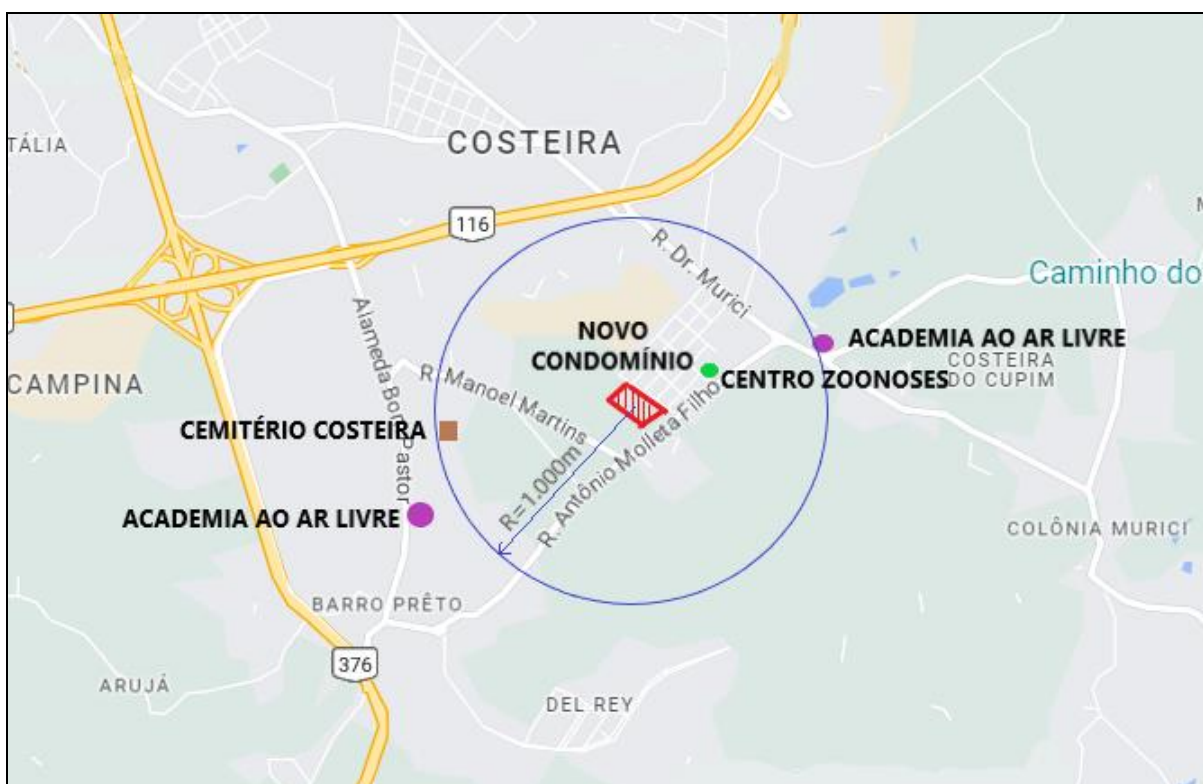 TÁLIA
COSTEIRA
116
R. Dr. Murici
Caminho do
NOVO
CONDOMÍNIO
ACADEMIA AO AR LIVRE
COSTEIRA
DO CUPIM
CENTRO ZOONOSES
CAMPINA
Alameda Bom Pastor
R. Manoel Martins
CEMITÉRIO COSTEIRA
R. Antônio Molleta Filho
R=1.000m
ACADEMIA AO AR LIVRE
COLÔNIA MURICI
BARRO PRÊTO
376
ARUJÁ
DEL REY